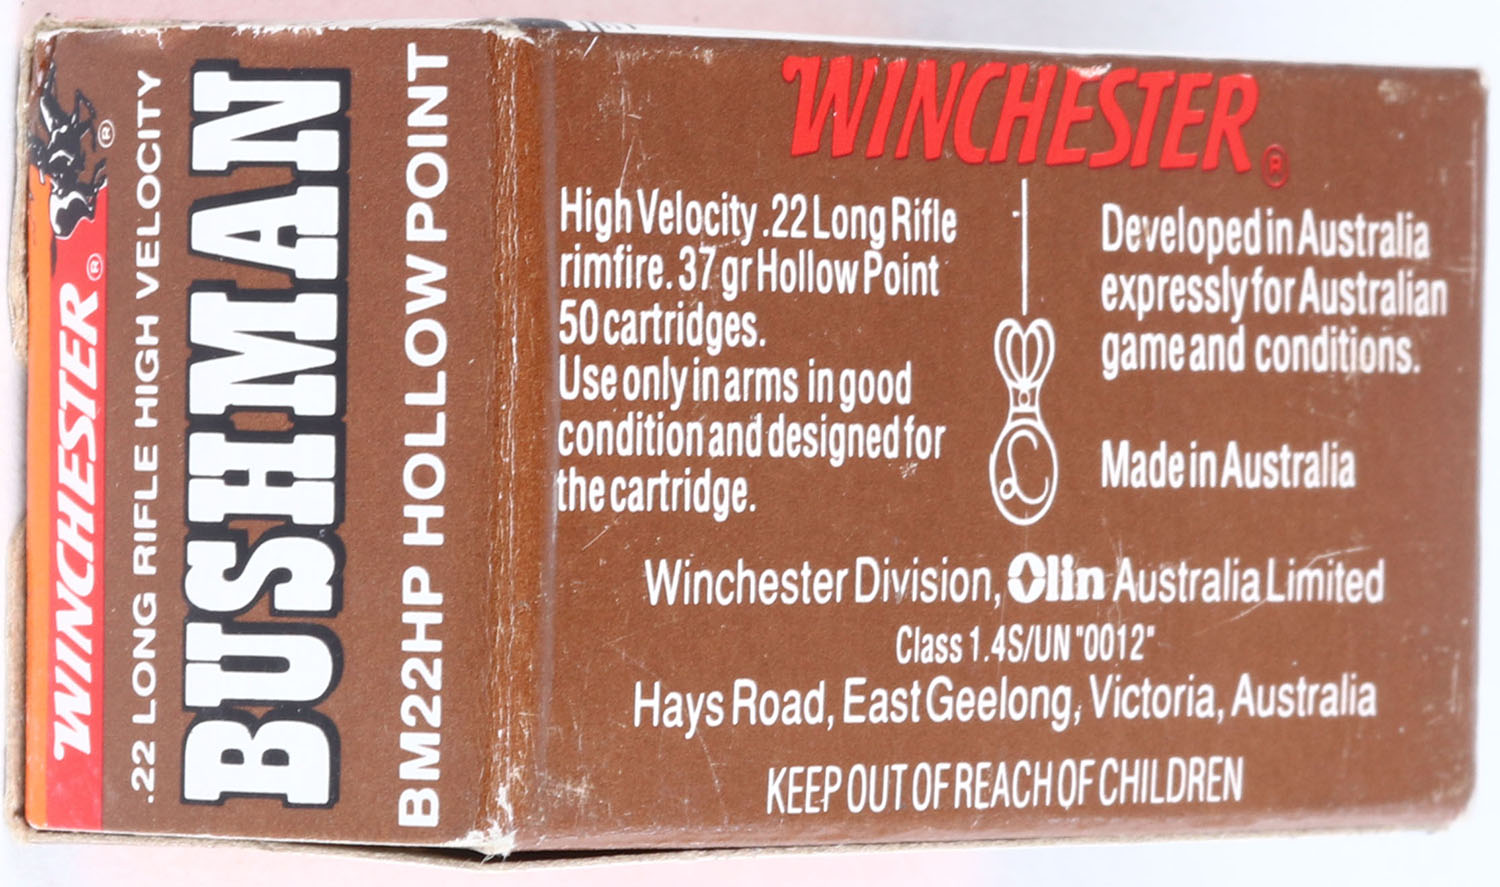 WINCHESTER®
®
.22 LONG RIFLE HIGH VELOCITY
BUSHMAN
BM22HP HOLLOW POINT
WINCHESTER®
High Velocity .22 Long Rifle
rimfire. 37 gr Hollow Point
50 cartridges.
Use only in arms in good
condition and designed for
the cartridge.
L
Developed in Australia
expressly for Australian
game and conditions.
Made in Australia
Winchester Division, Olin Australia Limited
Class 1.4S/UN "0012"
Hays Road, East Geelong, Victoria, Australia
KEEP OUT OF REACH OF CHILDREN